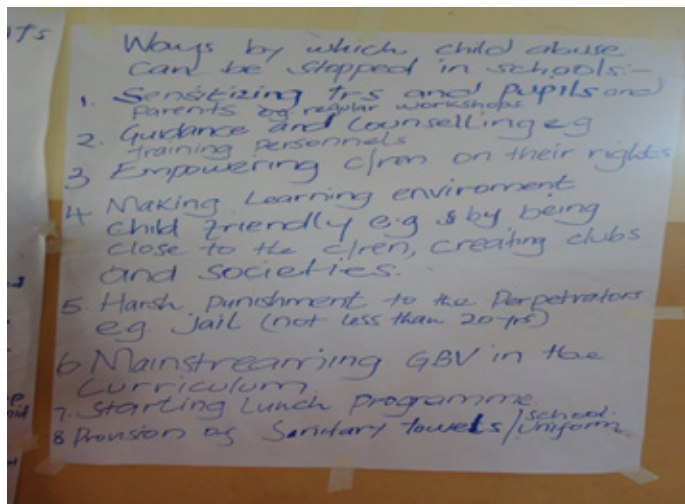 Ways by which child abuse
can be stopped in schools:-
1. Sensitizing trs and pupils and
parents eg regular workshops
2. Guidance and Counselling eg
training personnels
3 Empowering c/ren on their rights
4 Making Learning enviroment
child friendly e.g by being
close to the c/ren, creating clubs
and societies.
5. Harsh punishment to the Perpetrators
e.g. Jail (not less than 20 yrs)
6 Mainstreaming GBV in the
Curriculum
7. Starting Lunch programme.
8 Provision of Sanitary towels/school
uniform